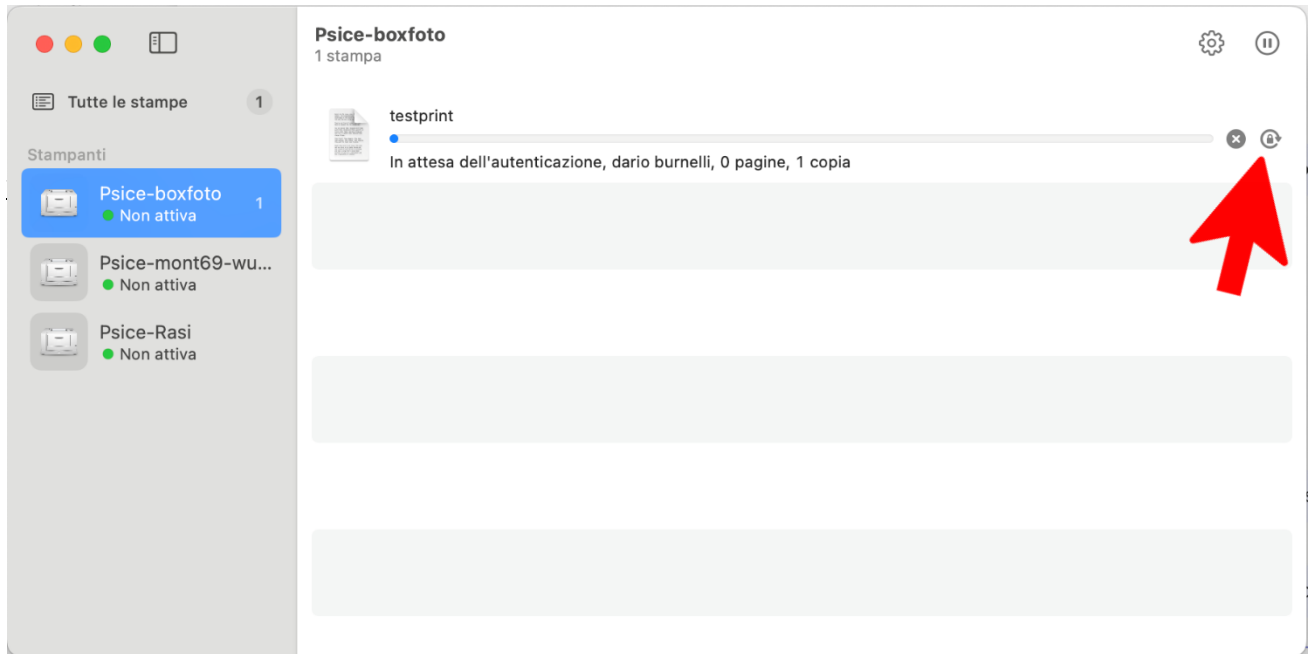 Psice-boxfoto
1 stampa
Tutte le stampe 1
testprint
In attesa dell'autenticazione, dario burnelli, 0 pagine, 1 copia
Stampanti
Psice-boxfoto 1
Non attiva
Psice-mont69-wu...
Non attiva
Psice-Rasi
Non attiva